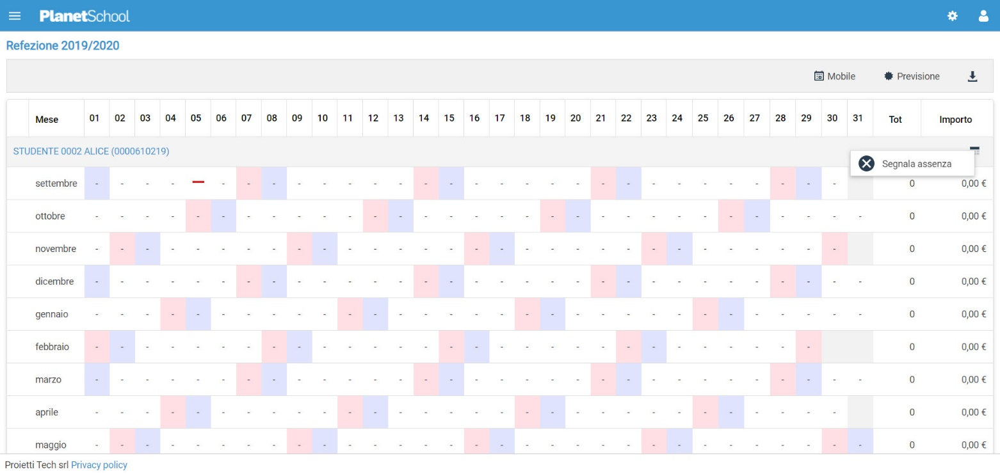 PlanetSchool
Refezione 2019/2020
Mobile Previsione
Mese 01 02 03 04 05 06 07 08 09 10 11 12 13 14 15 16 17 18 19 20 21 22 23 24 25 26 27 28 29 30 31 Tot Importo
STUDENTE 0002 ALICE (0000610219)
Segnala assenza
settembre - - - - - - - - - - - - - - - - - - - - - - - - - - - - - - 0 0,00 €
ottobre - - - - - - - - - - - - - - - - - - - - - - - - - - - - - - - 0 0,00 €
novembre - - - - - - - - - - - - - - - - - - - - - - - - - - - - - - 0 0,00 €
dicembre - - - - - - - - - - - - - - - - - - - - - - - - - - - - - - - 0 0,00 €
gennaio - - - - - - - - - - - - - - - - - - - - - - - - - - - - - - - 0 0,00 €
febbraio - - - - - - - - - - - - - - - - - - - - - - - - - - - - - 0 0,00 €
marzo - - - - - - - - - - - - - - - - - - - - - - - - - - - - - - - 0 0,00 €
aprile - - - - - - - - - - - - - - - - - - - - - - - - - - - - - - 0 0,00 €
maggio - - - - - - - - - - - - - - - - - - - - - - - - - - - - - - - 0 0,00 €
Proietti Tech srl Privacy policy